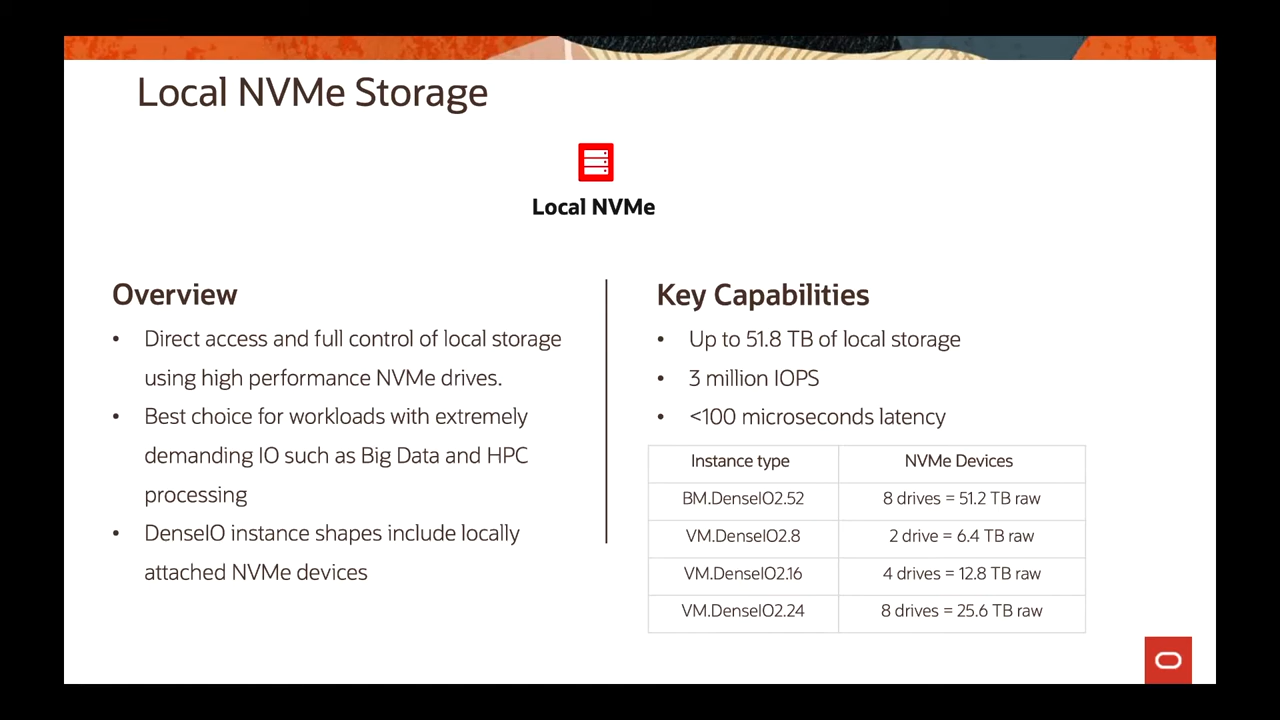 Local NVMe Storage
Local NVMe
Overview
• Direct access and full control of local storage
using high performance NVMe drives.
• Best choice for workloads with extremely
demanding IO such as Big Data and HPC
processing
• DenseIO instance shapes include locally
attached NVMe devices
Key Capabilities
• Up to 51.8 TB of local storage
• 3 million IOPS
• <100 microseconds latency
Instance type NVMe Devices
BM.DenseIO2.52 8 drives = 51.2 TB raw
VM.DenseIO2.8 2 drive = 6.4 TB raw
VM.DenseIO2.16 4 drives = 12.8 TB raw
VM.DenseIO2.24 8 drives = 25.6 TB raw